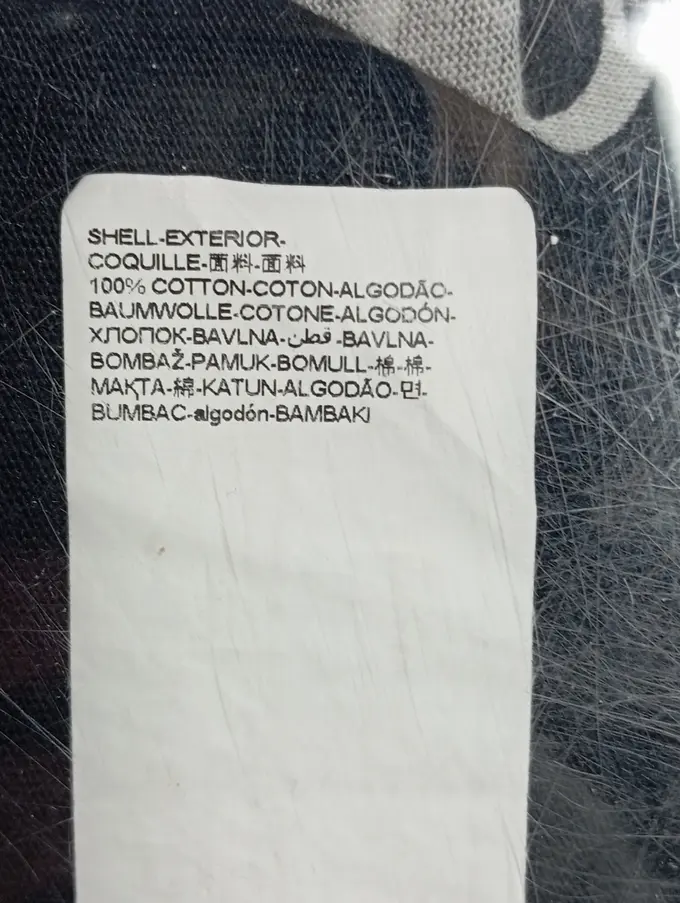 SHELL-EXTERIOR-
COQUILLE-面料-面料
100% COTTON-COTON-ALGODÃO-
BAUMWOLLE-COTONE-ALGODÓN-
ХЛОПОК-BAVLNA-قطن-BAVLNA-
BOMBAŽ-PAMUK-BOMULL-棉-棉-
МАҚТА-綿-KATUN-ALGODÃO-면-
BUMBAC-algodón-BAMBAKI